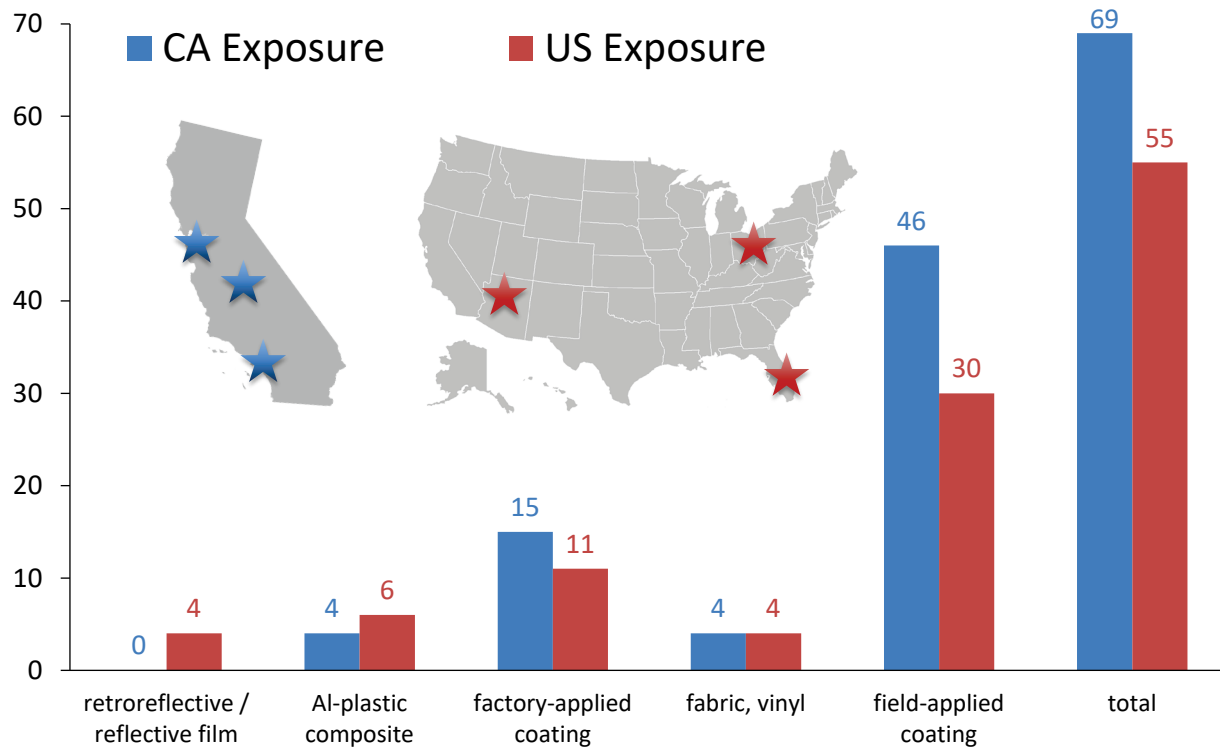 70
60
50
40
30
20
10
0
CA Exposure
US Exposure
0
4
4
6
15
11
4
4
46
30
69
55
retroreflective /
reflective film
Al-plastic
composite
factory-applied
coating
fabric, vinyl
field-applied
coating
total